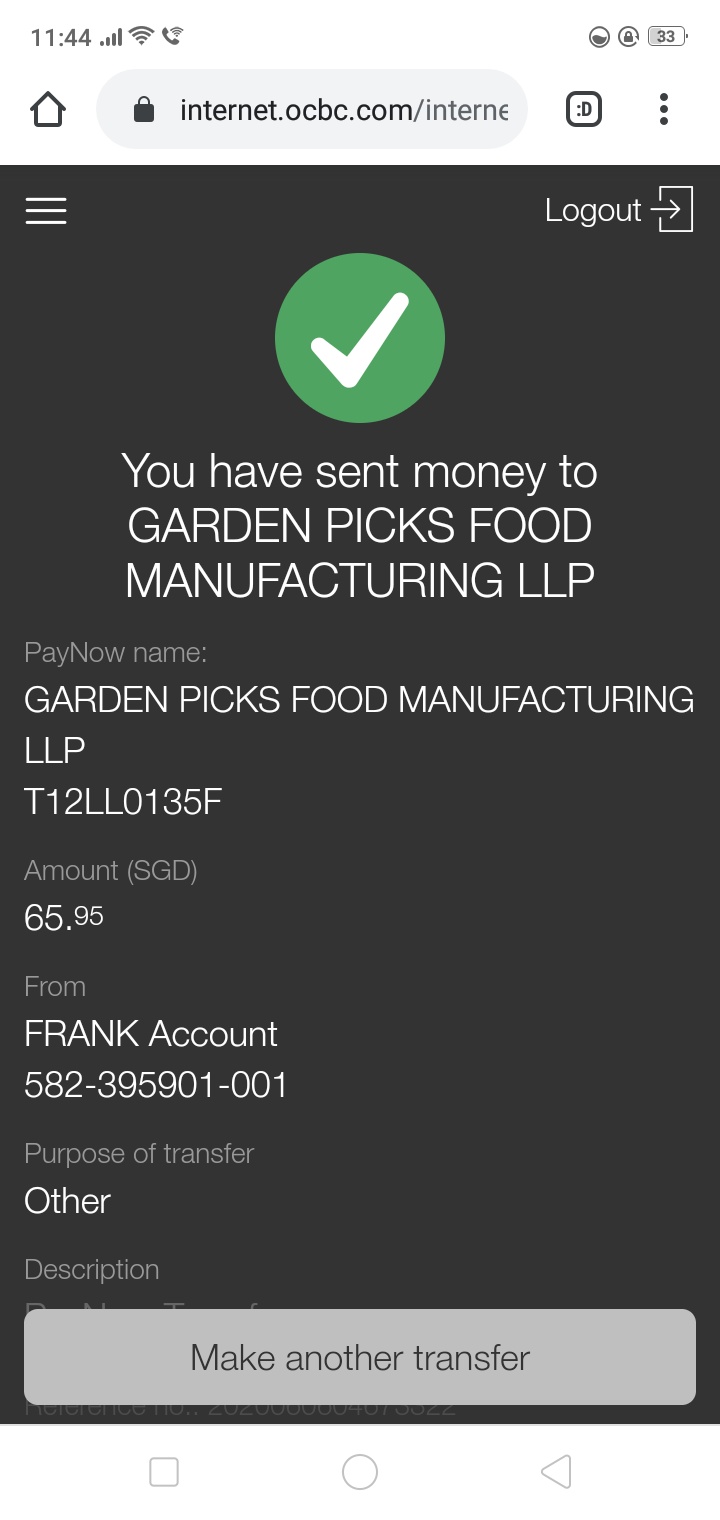 11:44
33
internet.ocbc.com/interne
:D
Logout
You have sent money to
GARDEN PICKS FOOD
MANUFACTURING LLP
PayNow name:
GARDEN PICKS FOOD MANUFACTURING
LLP
T12LL0135F
Amount (SGD)
65.95
From
FRANK Account
582-395901-001
Purpose of transfer
Other
Description
Make another transfer
Reference no.: